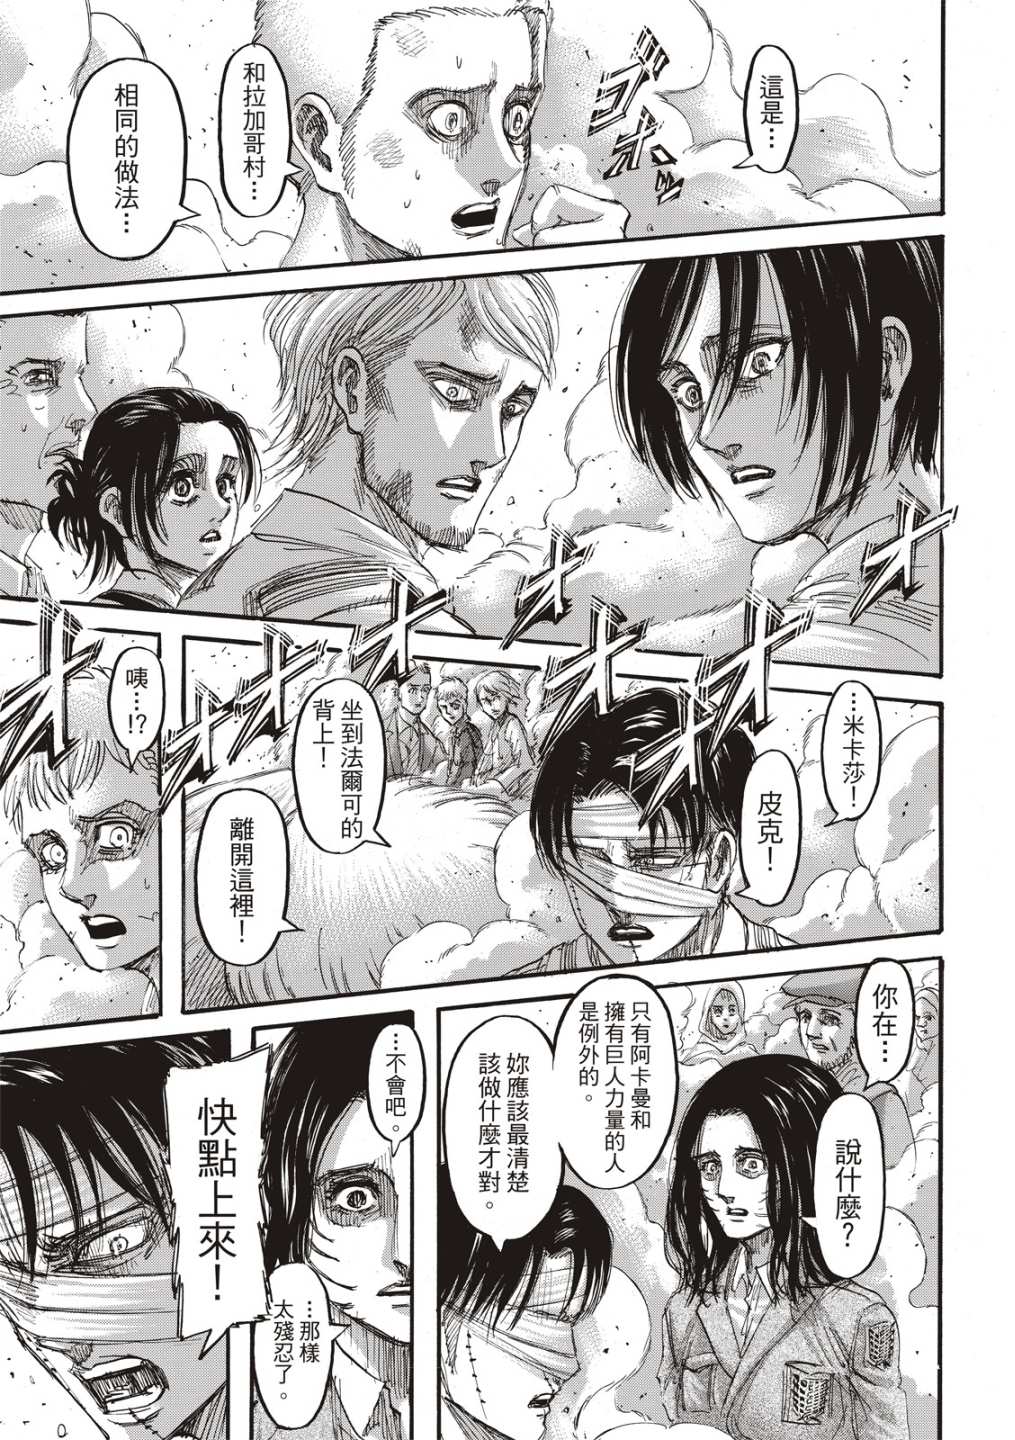 這是…
ブブブ
和拉加哥村…
相同的做法…
オオオオオオオオ
…米卡莎！
皮克！
坐到法爾可的
背上！
離開這裡！
咦…!?
你在…
說什麼？
只有阿卡曼和
擁有巨人力量的人
是例外的。
妳應該最清楚
該做什麼才對。
…不會吧。
…那樣
太殘忍了。
快點上來！